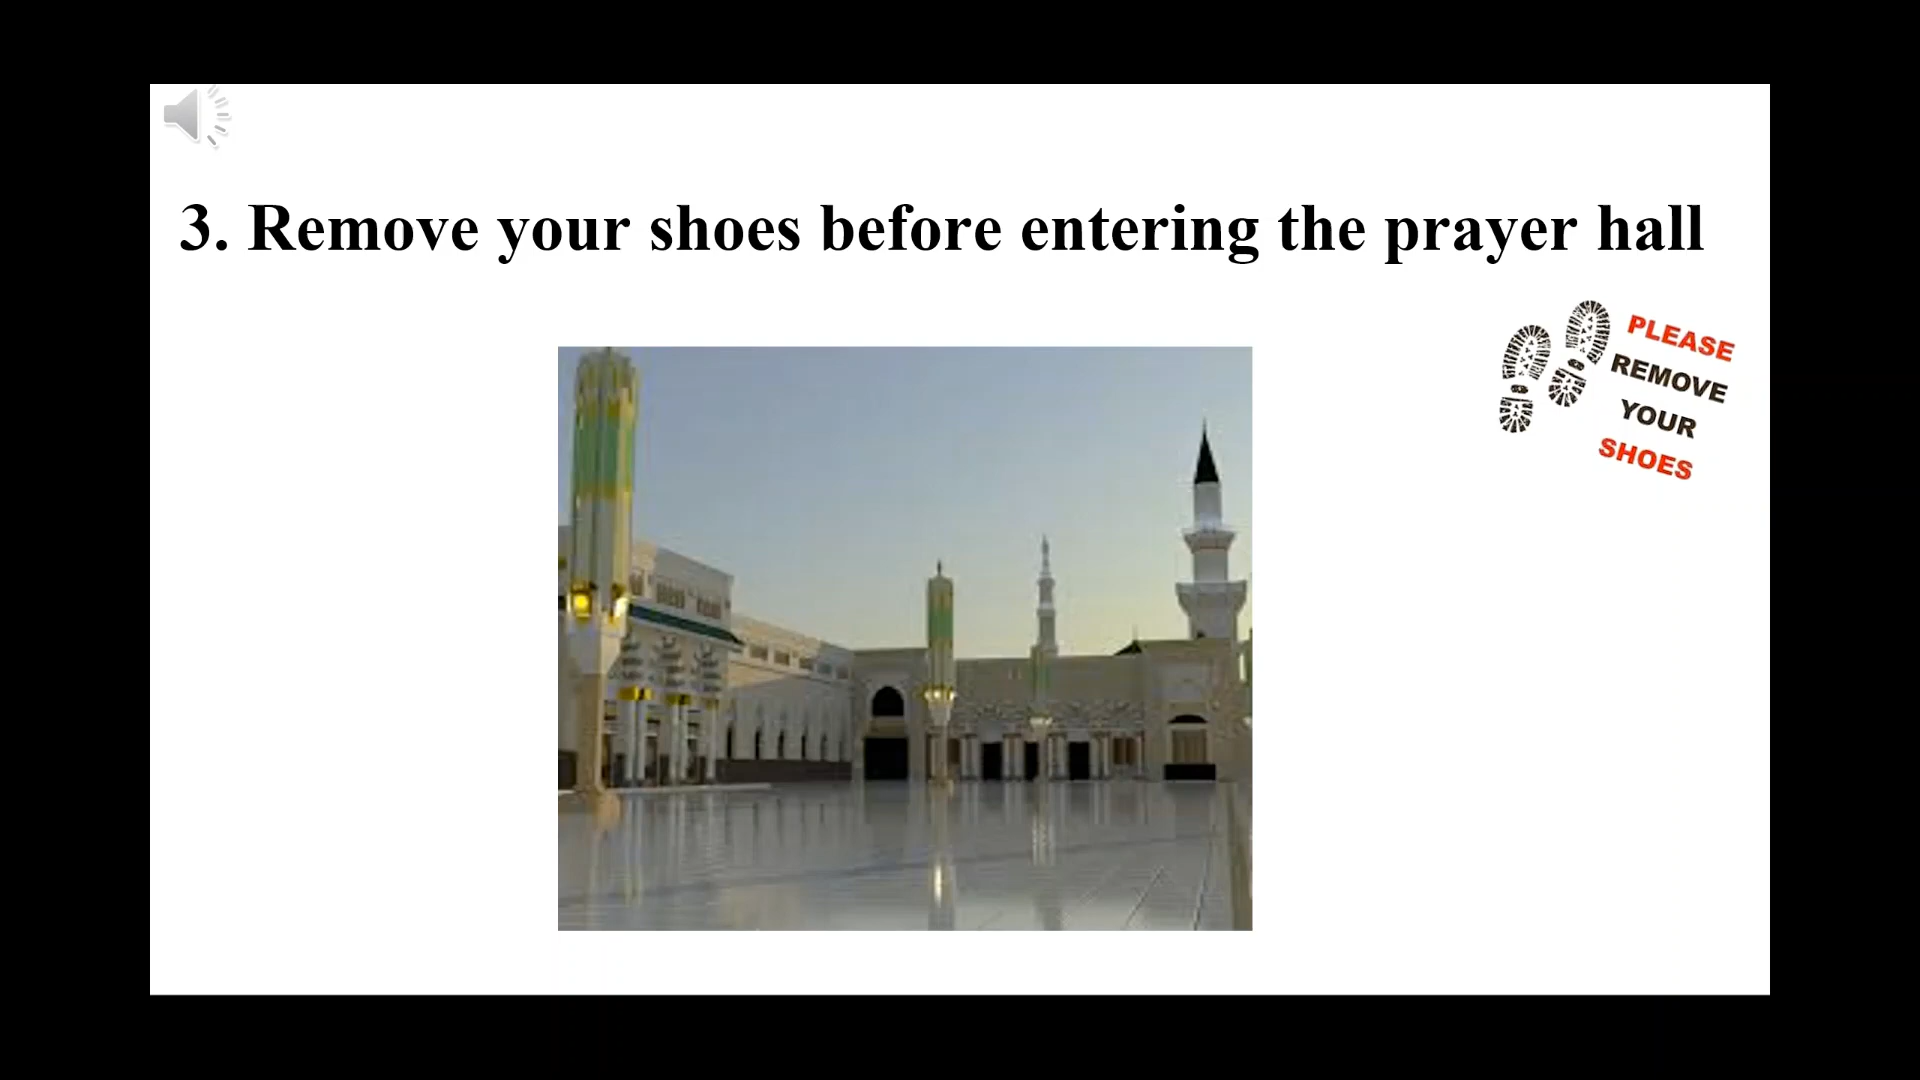 3. Remove your shoes before entering the prayer hall
PLEASE
REMOVE
YOUR
SHOES